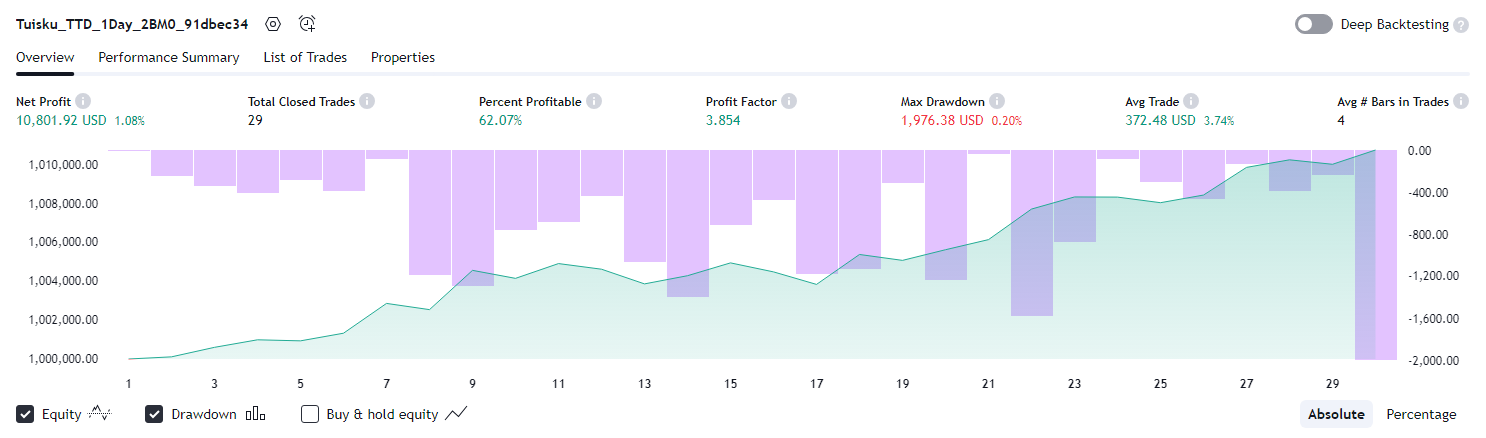 Tuisku_TTD_1Day_2BM0_91dbec34
Deep Backtesting ?
Overview Performance Summary List of Trades Properties
Net Profit i Total Closed Trades i Percent Profitable i Profit Factor i Max Drawdown i Avg Trade i Avg # Bars in Trades i
10,801.92 USD 1.08% 29 62.07% 3.854 1,976.38 USD 0.20% 372.48 USD 3.74% 4
1,010,000.00 0.00
1,008,000.00 -400.00
1,006,000.00 -800.00
1,004,000.00 -1,200.00
1,002,000.00 -1,600.00
1,000,000.00 -2,000.00
1 3 5 7 9 11 13 15 17 19 21 23 25 27 29
Equity Drawdown Buy & hold equity Absolute Percentage